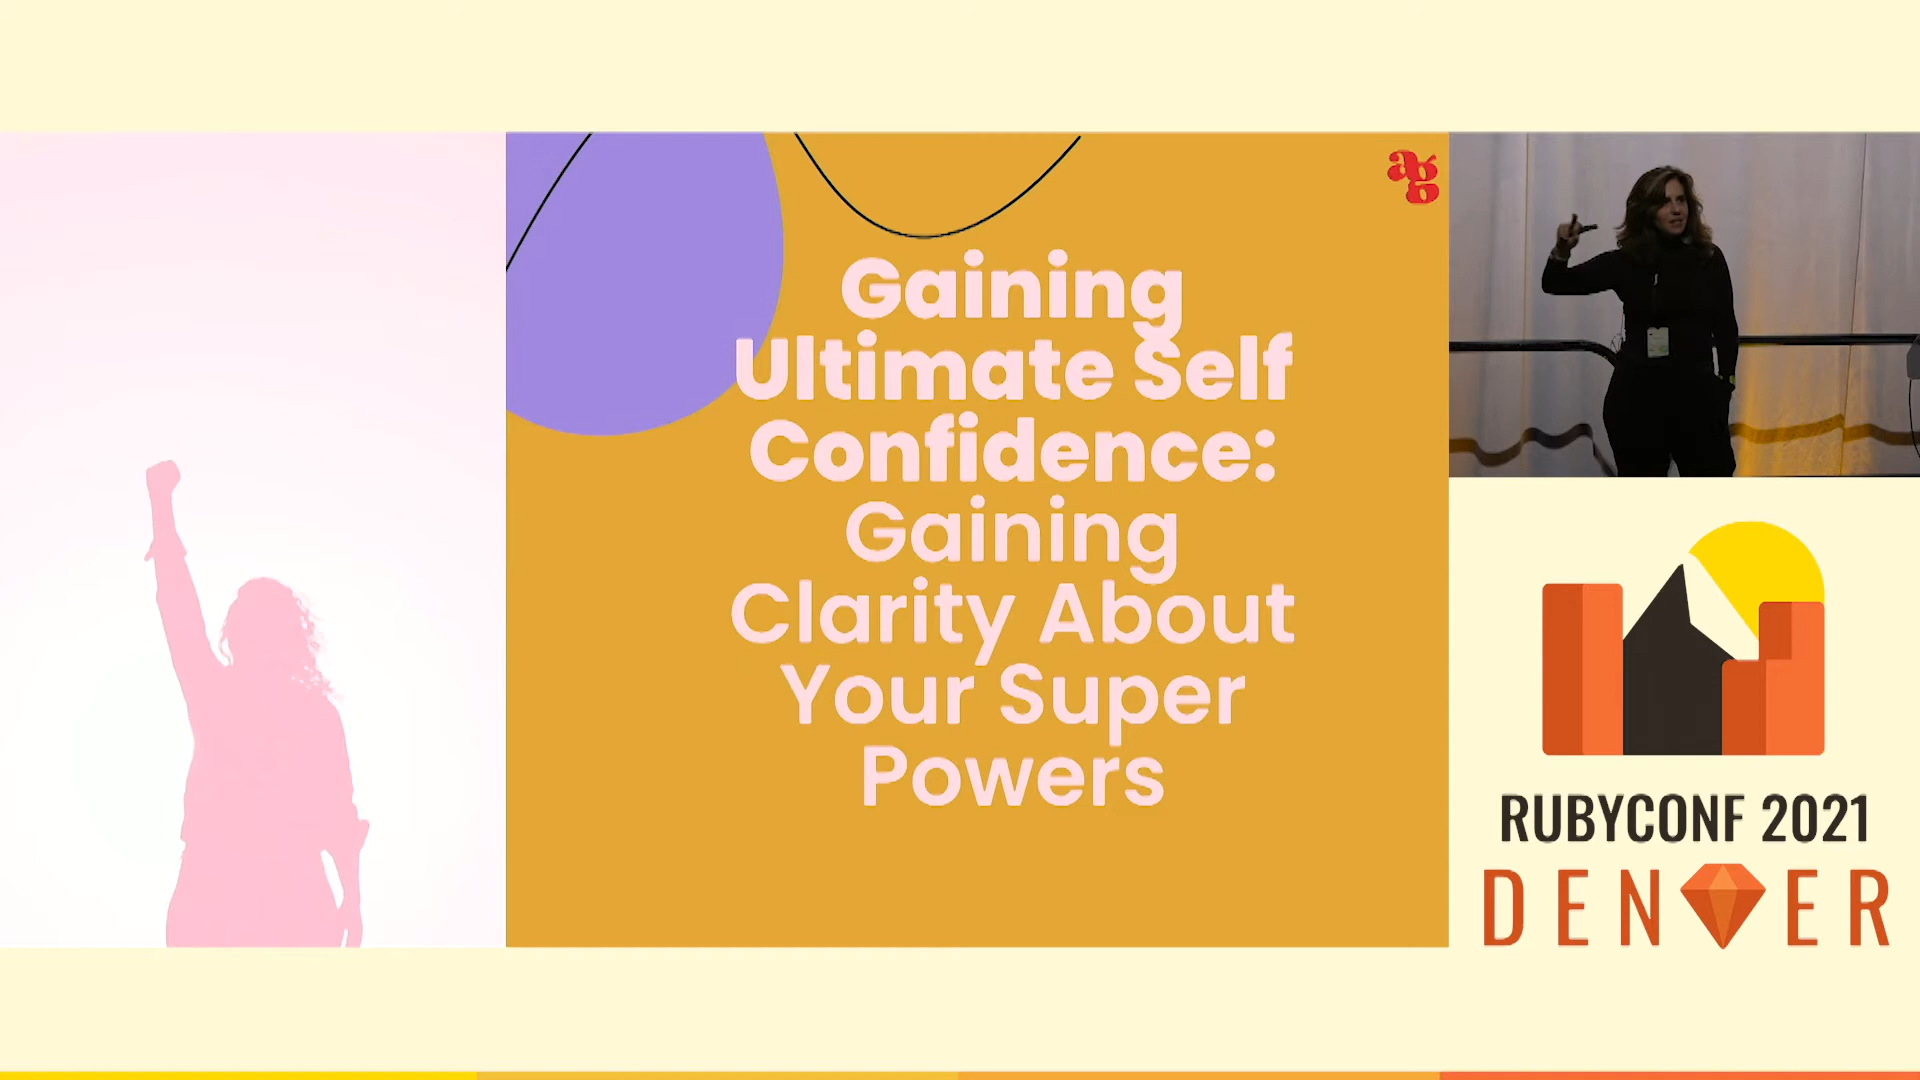 ag
Gaining
Ultimate Self
Confidence:
Gaining
Clarity About
Your Super
Powers
RUBYCONF 2021
DENVER